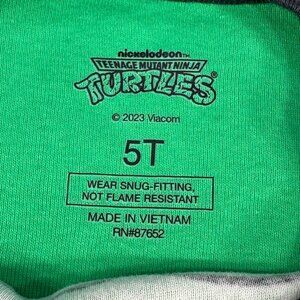 nickelodeon
TEENAGE MUTANT NINJA
TURTLES®
© 2023 Viacom
5T
WEAR SNUG-FITTING,
NOT FLAME RESISTANT
MADE IN VIETNAM
RN#87652